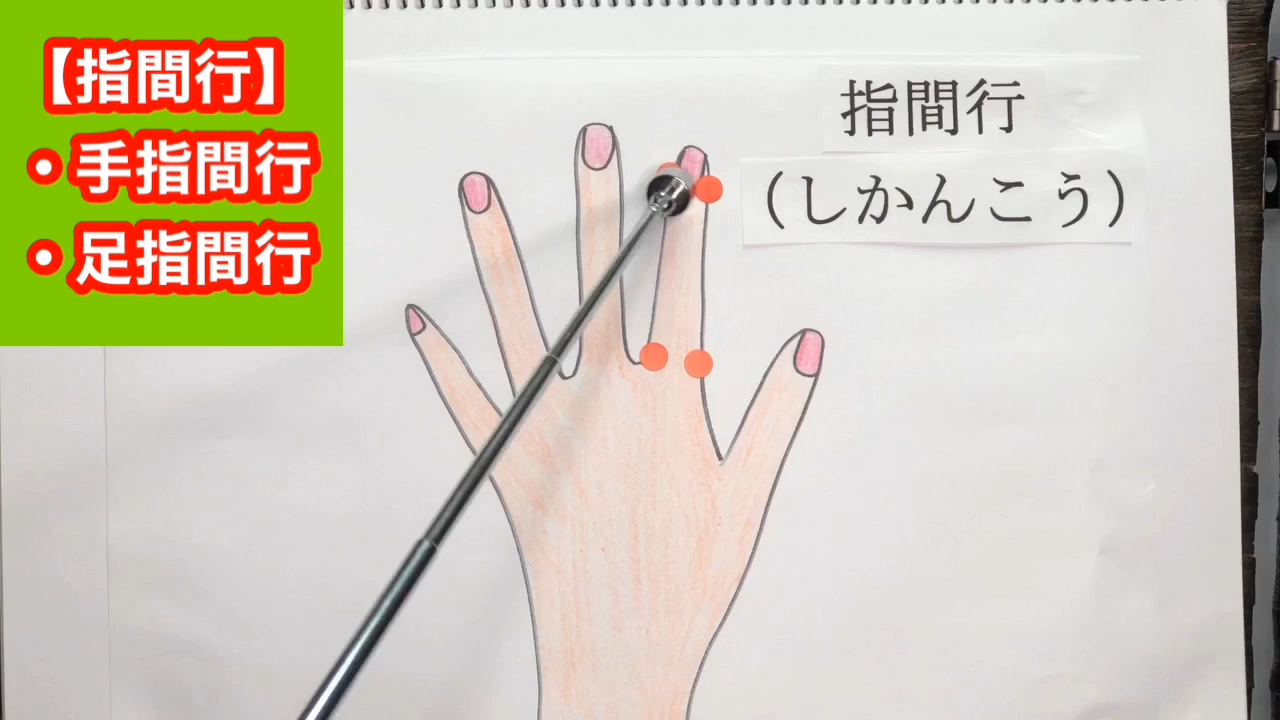 【指間行】
• 手指間行
• 足指間行
指間行
(しかんこう)